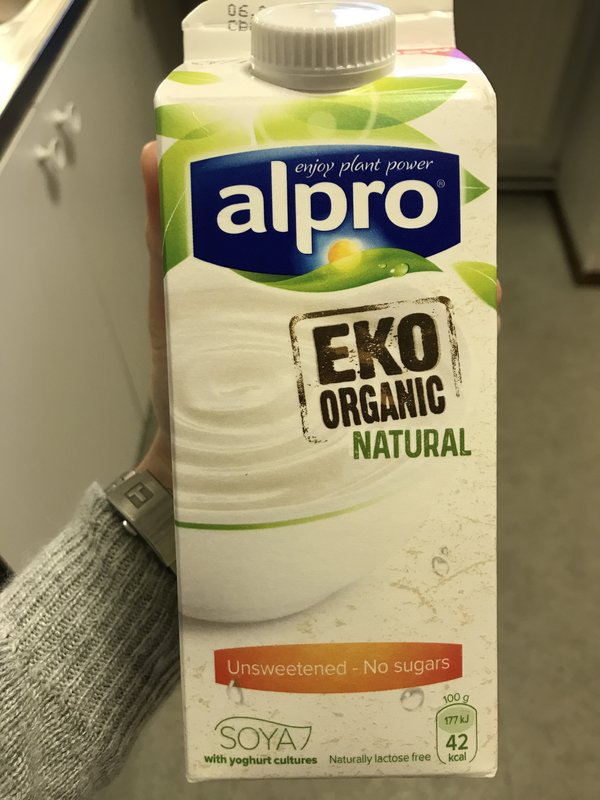 enjoy plant power
alpro®
EKO
ORGANIC
NATURAL
Unsweetened - No sugars
SOYA
with yoghurt cultures
Naturally lactose free
100 g
177 kJ
42
kcal